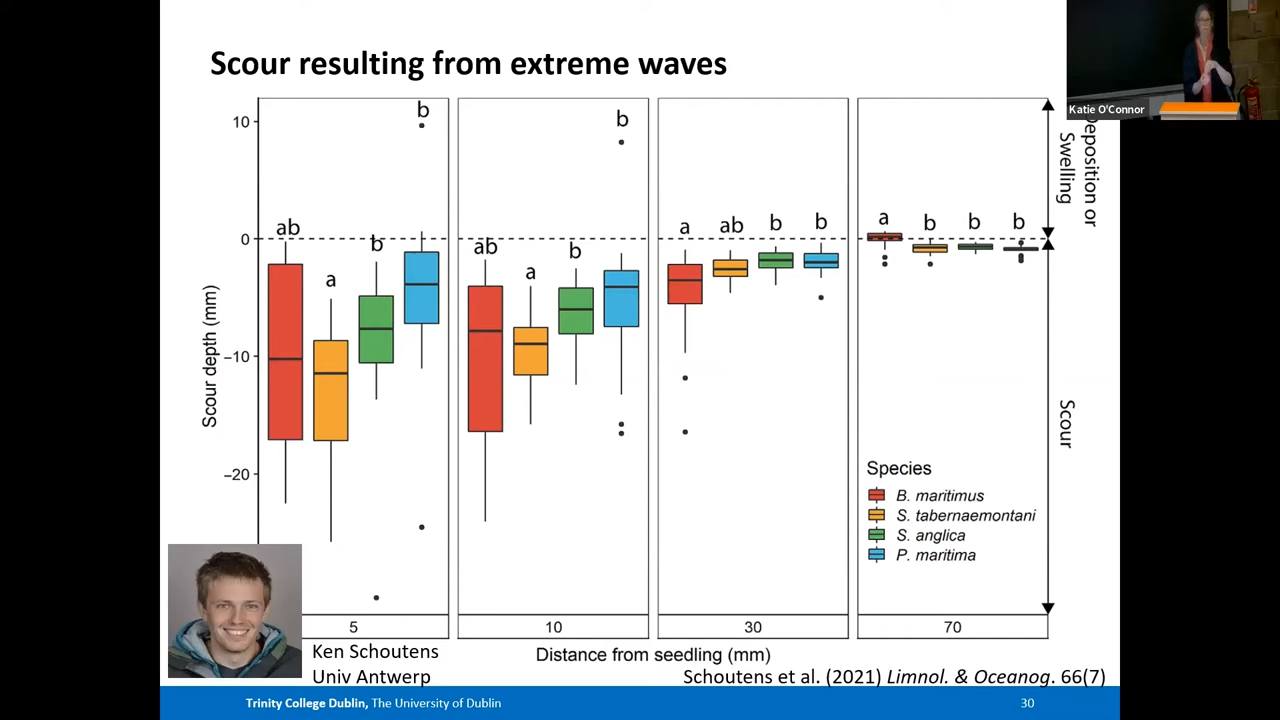 Scour resulting from extreme waves
Katie O'Connor
Deposition or
Swelling
Scour
Scour depth (mm)
10
0
−10
−20
ab
a
b
b
ab
a
b
b
a
ab
b
b
a
b
b
b
Species
B. maritimus
S. tabernaemontani
S. anglica
P. maritima
5
10
30
70
Distance from seedling (mm)
Ken Schoutens
Univ Antwerp
Schoutens et al. (2021) Limnol. & Oceanog. 66(7)
Trinity College Dublin, The University of Dublin
30